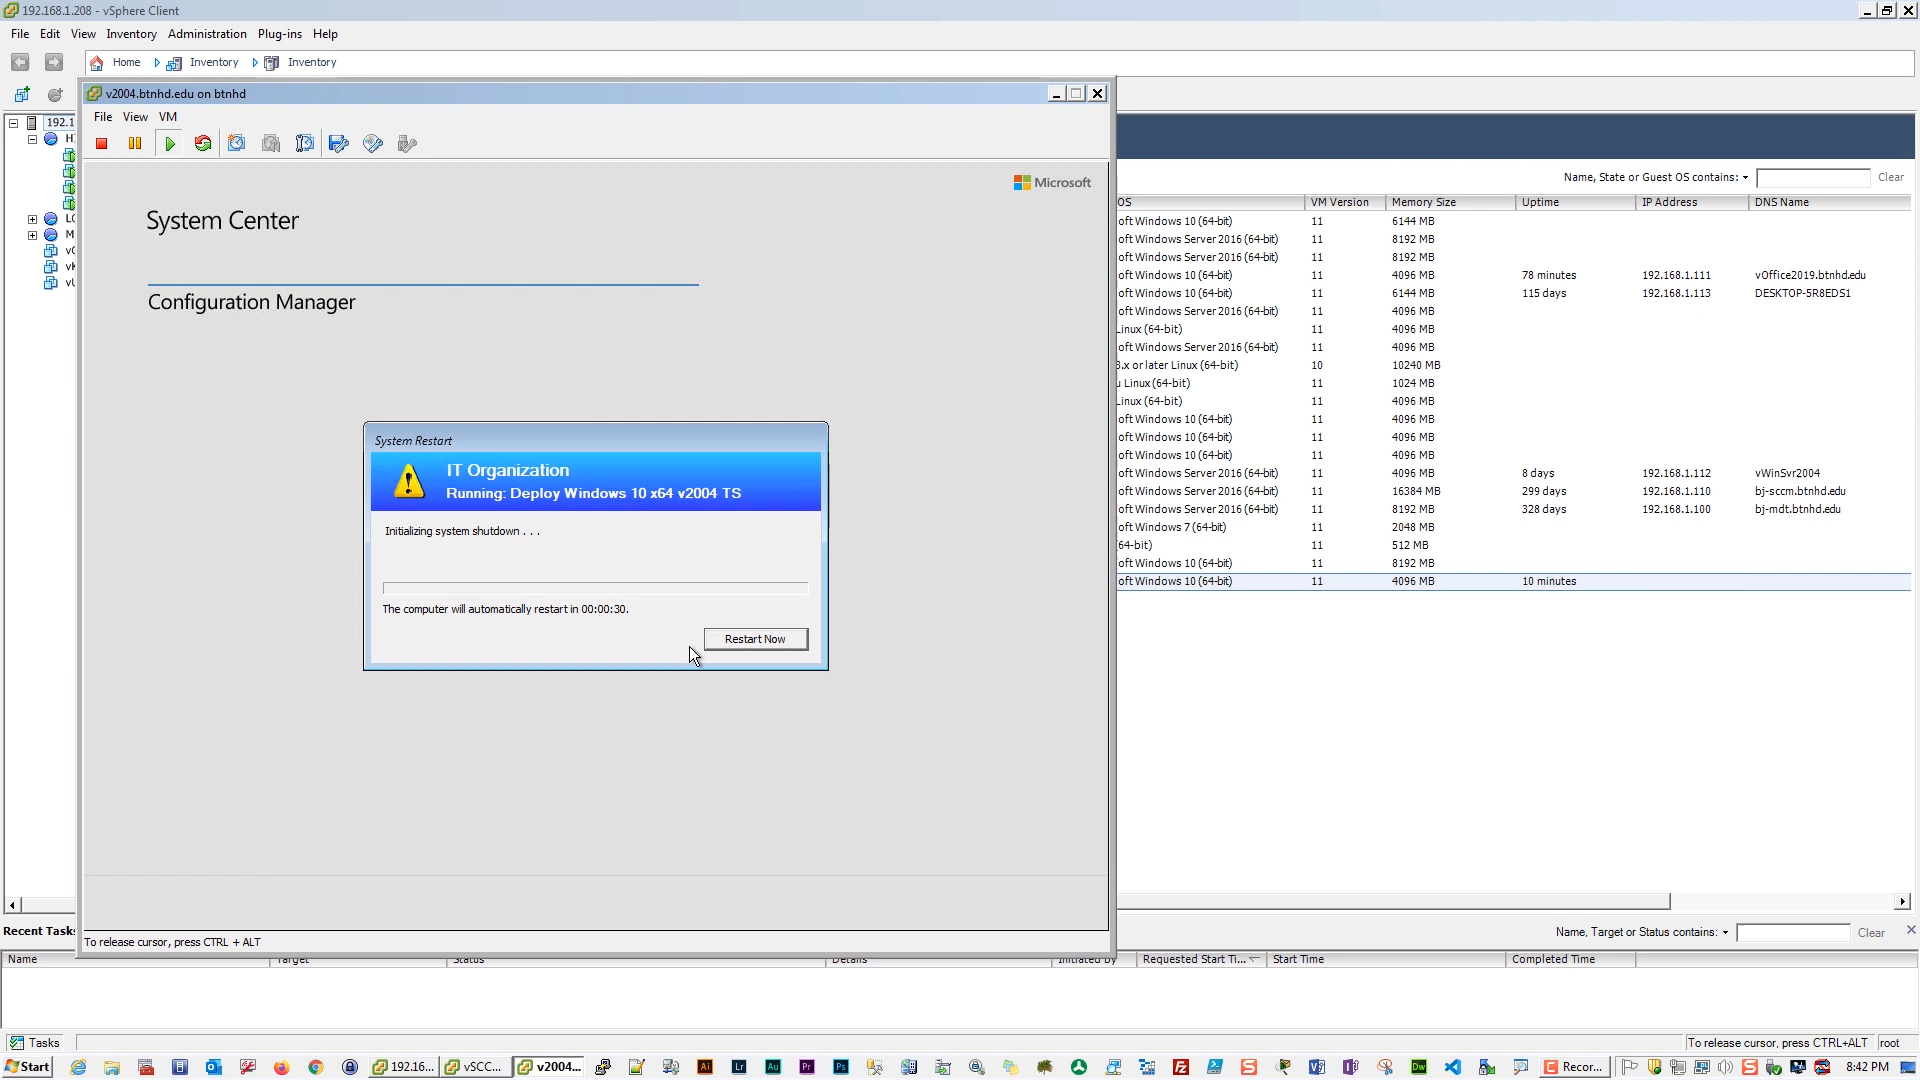 192.168.1.208 - vSphere Client
File Edit View Inventory Administration Plug-ins Help
Home Inventory Inventory
v2004.btnhd.edu on btnhd
File View VM
Microsoft
System Center
Configuration Manager
System Restart
IT Organization
Running: Deploy Windows 10 x64 v2004 TS
Initializing system shutdown . . .
The computer will automatically restart in 00:00:30.
Restart Now
To release cursor, press CTRL + ALT
192.1
Name, State or Guest OS contains: Clear
OS VM Version Memory Size Uptime IP Address DNS Name
oft Windows 10 (64-bit) 11 6144 MB
oft Windows Server 2016 (64-bit) 11 8192 MB
oft Windows Server 2016 (64-bit) 11 8192 MB
oft Windows 10 (64-bit) 11 4096 MB 78 minutes 192.168.1.111 vOffice2019.btnhd.edu
oft Windows 10 (64-bit) 11 6144 MB 115 days 192.168.1.113 DESKTOP-5R8EDS1
oft Windows Server 2016 (64-bit) 11 4096 MB
Linux (64-bit) 11 4096 MB
oft Windows Server 2016 (64-bit) 11 4096 MB
3.x or later Linux (64-bit) 10 10240 MB
u Linux (64-bit) 11 1024 MB
Linux (64-bit) 11 4096 MB
oft Windows 10 (64-bit) 11 4096 MB
oft Windows 10 (64-bit) 11 4096 MB
oft Windows 10 (64-bit) 11 4096 MB
oft Windows Server 2016 (64-bit) 11 4096 MB 8 days 192.168.1.112 vWinSvr2004
oft Windows Server 2016 (64-bit) 11 16384 MB 299 days 192.168.1.110 bj-sccm.btnhd.edu
oft Windows Server 2016 (64-bit) 11 8192 MB 328 days 192.168.1.100 bj-mdt.btnhd.edu
oft Windows 7 (64-bit) 11 2048 MB
(64-bit) 11 512 MB
oft Windows 10 (64-bit) 11 8192 MB
oft Windows 10 (64-bit) 11 4096 MB 10 minutes
Recent Tasks
Name, Target or Status contains: Clear
Name Target Status Details Initiated by Requested Start Ti... Start Time Completed Time
Tasks
To release cursor, press CTRL+ALT root
Start 192.16... vSCC... v2004... Recor... 8:42 PM